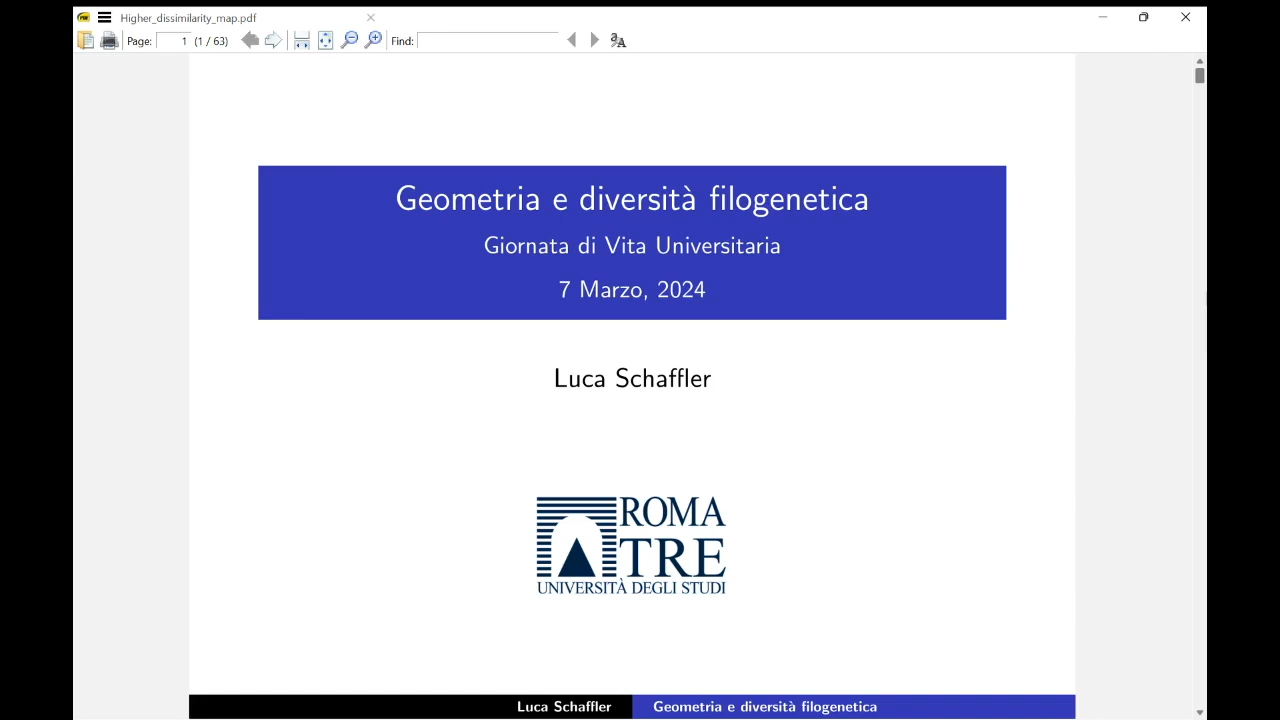 Higher_dissimilarity_map.pdf
Page: 1 (1 / 63) Find:
Geometria e diversità filogenetica
Giornata di Vita Universitaria
7 Marzo, 2024
Luca Schaffler
ROMA
TRE
UNIVERSITÀ DEGLI STUDI
Luca Schaffler Geometria e diversità filogenetica